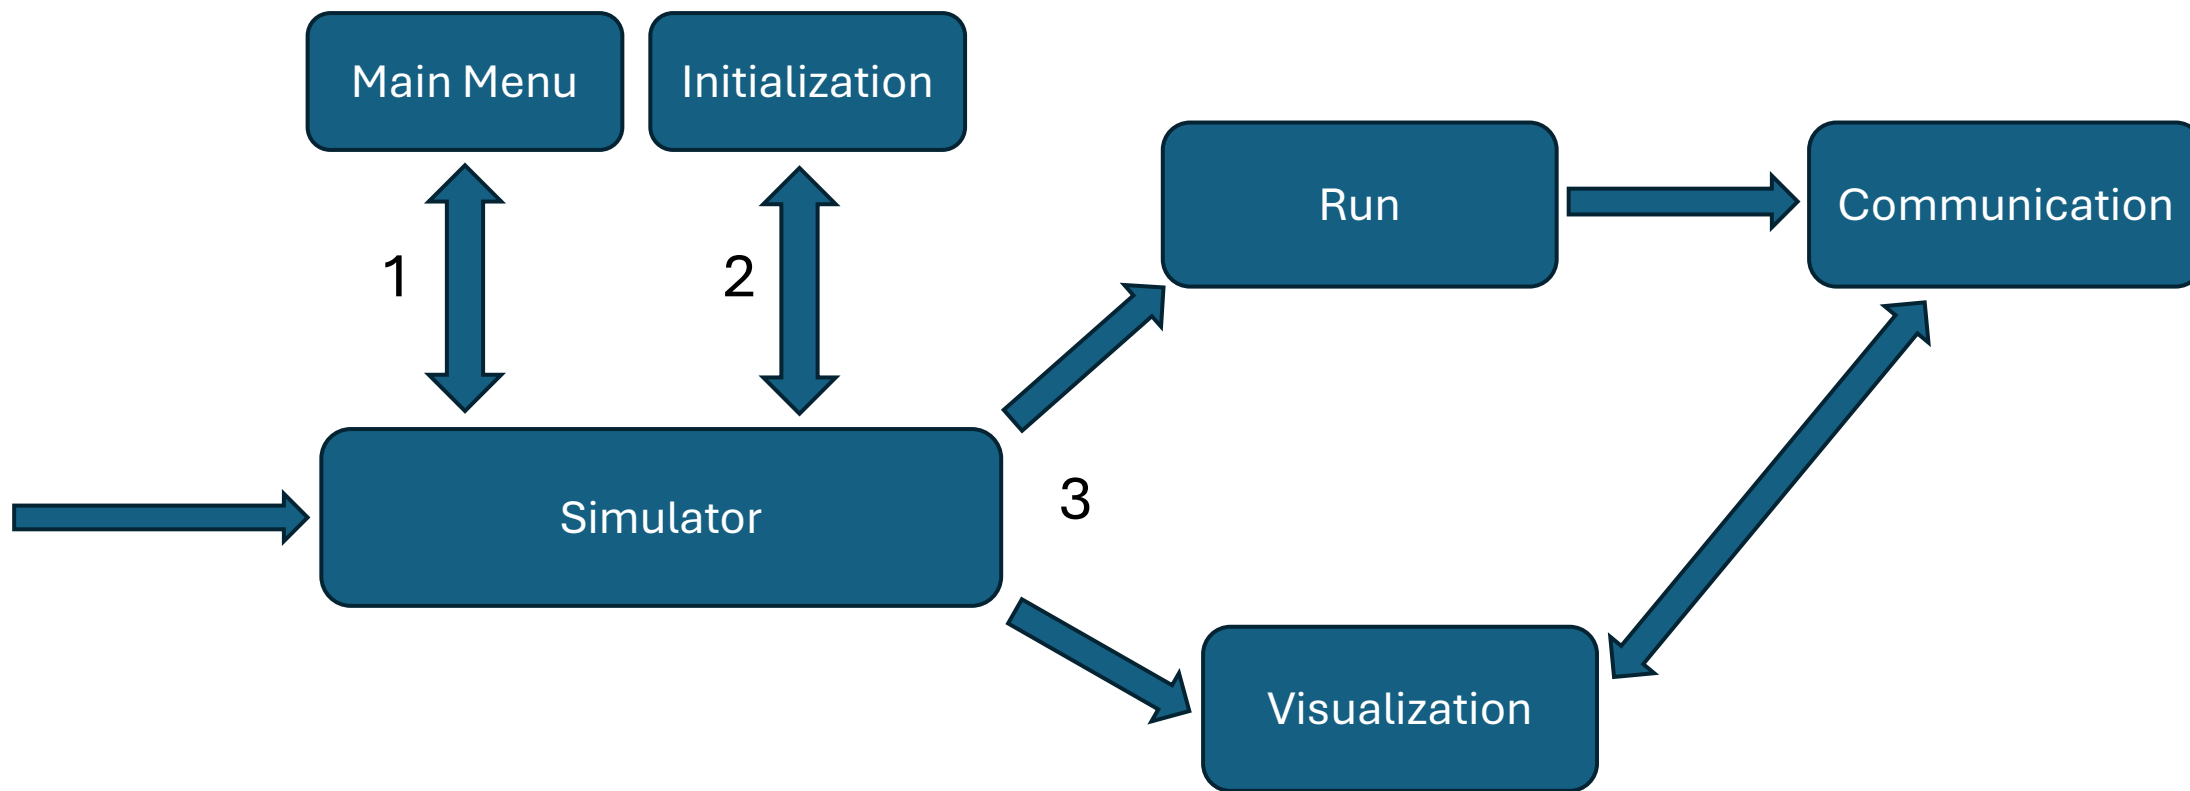 Main Menu
Initialization
Run
Communication
1
2
3
Simulator
Visualization